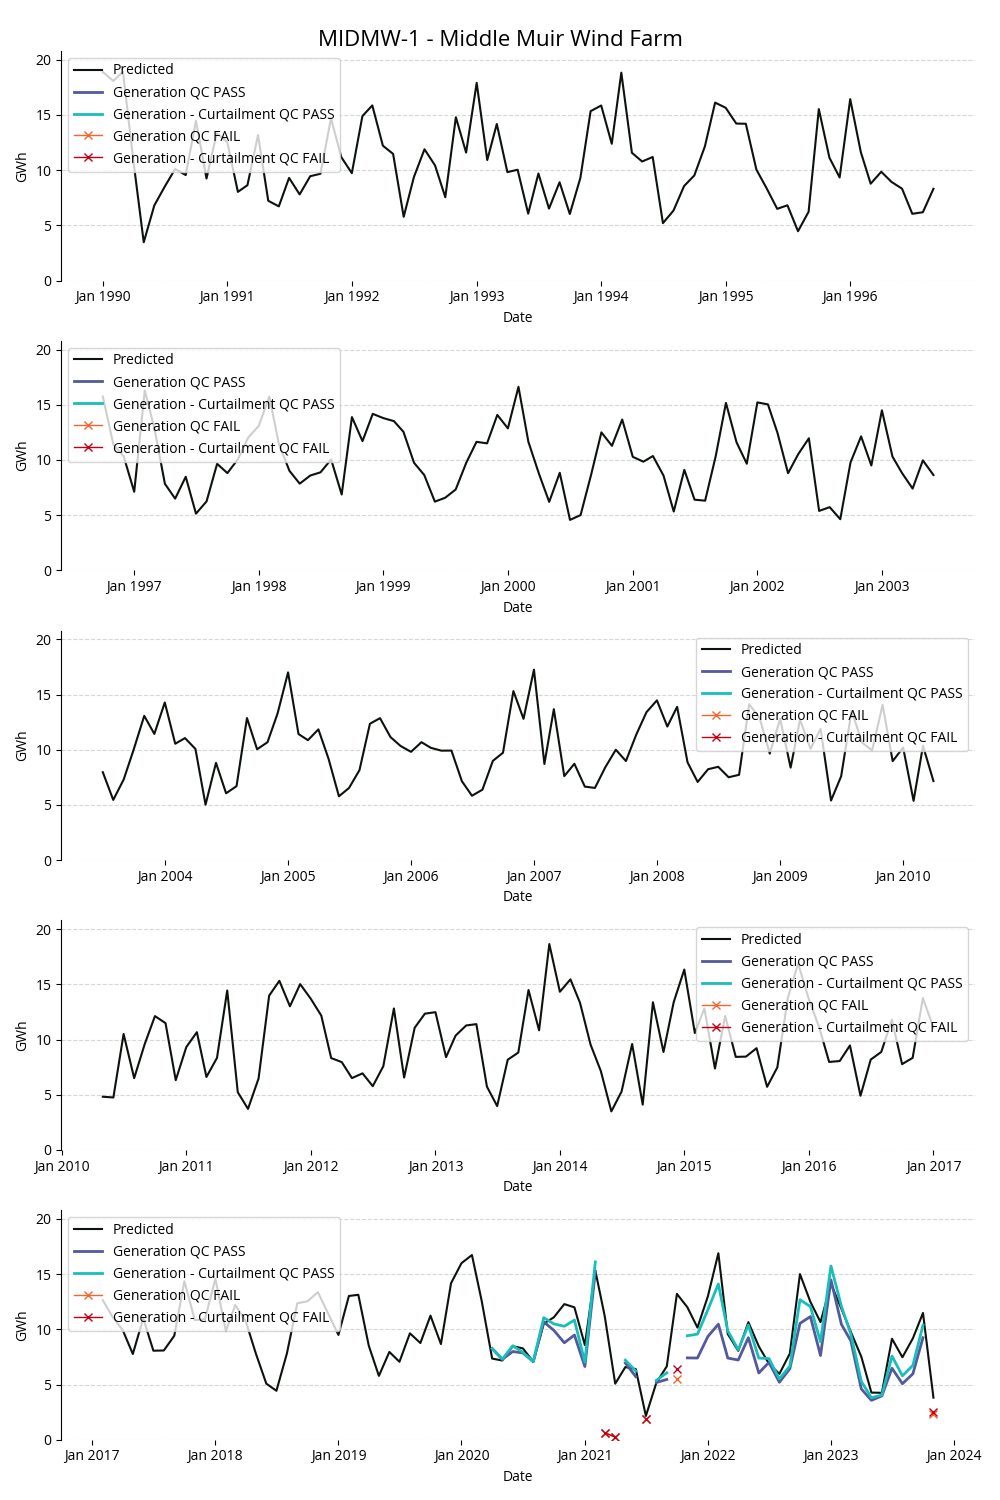 MIDMW-1 - Middle Muir Wind Farm
20
15
10
5
0
GWh
Predicted
Generation QC PASS
Generation - Curtailment QC PASS
Generation QC FAIL
Generation - Curtailment QC FAIL
Jan 1990 Jan 1991 Jan 1992 Jan 1993 Jan 1994 Jan 1995 Jan 1996
Date
20
15
10
5
0
GWh
Predicted
Generation QC PASS
Generation - Curtailment QC PASS
Generation QC FAIL
Generation - Curtailment QC FAIL
Jan 1997 Jan 1998 Jan 1999 Jan 2000 Jan 2001 Jan 2002 Jan 2003
Date
20
15
10
5
0
GWh
Predicted
Generation QC PASS
Generation - Curtailment QC PASS
Generation QC FAIL
Generation - Curtailment QC FAIL
Jan 2004 Jan 2005 Jan 2006 Jan 2007 Jan 2008 Jan 2009 Jan 2010
Date
20
15
10
5
0
GWh
Predicted
Generation QC PASS
Generation - Curtailment QC PASS
Generation QC FAIL
Generation - Curtailment QC FAIL
Jan 2010 Jan 2011 Jan 2012 Jan 2013 Jan 2014 Jan 2015 Jan 2016 Jan 2017
Date
20
15
10
5
0
GWh
Predicted
Generation QC PASS
Generation - Curtailment QC PASS
Generation QC FAIL
Generation - Curtailment QC FAIL
Jan 2017 Jan 2018 Jan 2019 Jan 2020 Jan 2021 Jan 2022 Jan 2023 Jan 2024
Date